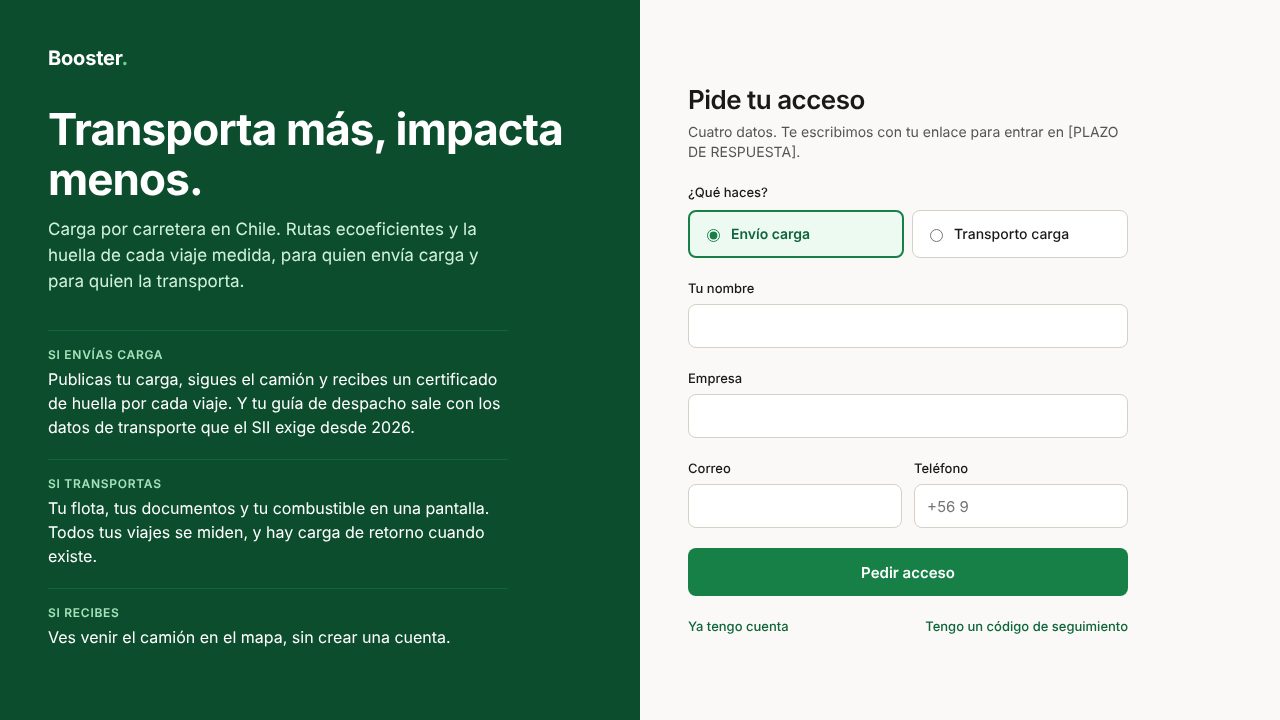 Booster.
Transporta más, impacta
menos.
Carga por carretera en Chile. Rutas ecoeficientes y la
huella de cada viaje medida, para quien envía carga y
para quien la transporta.
SI ENVÍAS CARGA
Publicas tu carga, sigues el camión y recibes un certificado
de huella por cada viaje. Y tu guía de despacho sale con los
datos de transporte que el SII exige desde 2026.
SI TRANSPORTAS
Tu flota, tus documentos y tu combustible en una pantalla.
Todos tus viajes se miden, y hay carga de retorno cuando
existe.
SI RECIBES
Ves venir el camión en el mapa, sin crear una cuenta.
Pide tu acceso
Cuatro datos. Te escribimos con tu enlace para entrar en [PLAZO
DE RESPUESTA].
¿Qué haces?
Envío carga
Transporto carga
Tu nombre
Empresa
Correo
Teléfono
+56 9
Pedir acceso
Ya tengo cuenta
Tengo un código de seguimiento